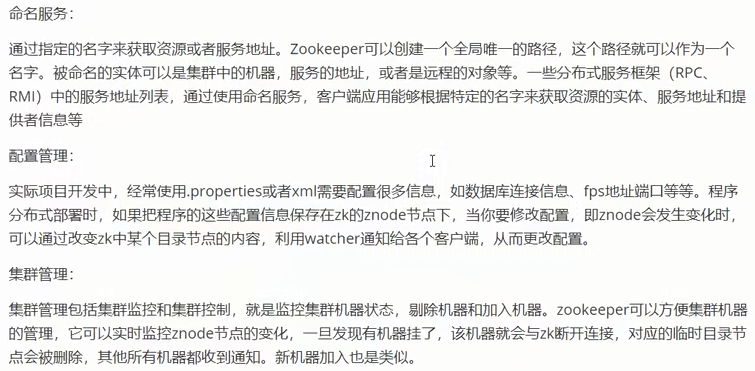 命名服务：
通过指定的名字来获取资源或者服务地址。Zookeeper可以创建一个全局唯一的路径，这个路径就可以作为一个
名字。被命名的实体可以是集群中的机器，服务的地址，或者是远程的对象等。一些分布式服务框架（RPC、
RMI）中的服务地址列表，通过使用命名服务，客户端应用能够根据特定的名字来获取资源的实体、服务地址和提
供者信息等
配置管理：
实际项目开发中，经常使用.properties或者xml需要配置很多信息，如数据库连接信息、fps地址端口等等。程序
分布式部署时，如果把程序的这些配置信息保存在zk的znode节点下，当你要修改配置，即znode会发生变化时，
可以通过改变zk中某个目录节点的内容，利用watcher通知给各个客户端，从而更改配置。
集群管理：
集群管理包括集群监控和集群控制，就是监控集群机器状态，剔除机器和加入机器。zookeeper可以方便集群机器
的管理，它可以实时监控znode节点的变化，一旦发现有机器挂了，该机器就会与zk断开连接，对应的临时目录节
点会被删除，其他所有机器都收到通知。新机器加入也是类似。